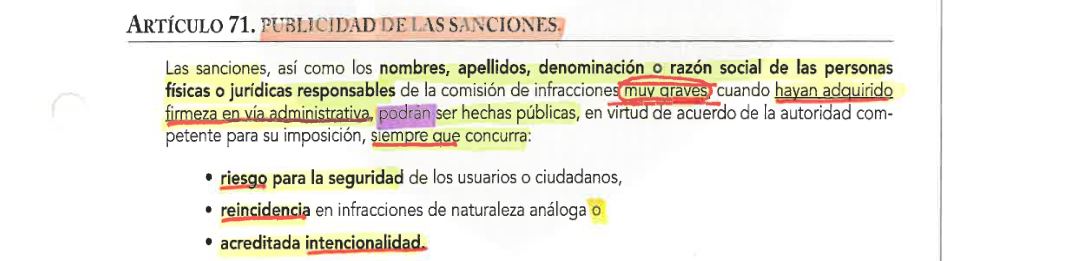 ARTÍCULO 71. PUBLICIDAD DE LAS SANCIONES.
Las sanciones, así como los nombres, apellidos, denominación o razón social de las personas
físicas o jurídicas responsables de la comisión de infracciones muy graves, cuando hayan adquirido
firmeza en vía administrativa, podrán ser hechas públicas, en virtud de acuerdo de la autoridad com-
petente para su imposición, siempre que concurra:
• riesgo para la seguridad de los usuarios o ciudadanos,
• reincidencia en infracciones de naturaleza análoga o
• acreditada intencionalidad.